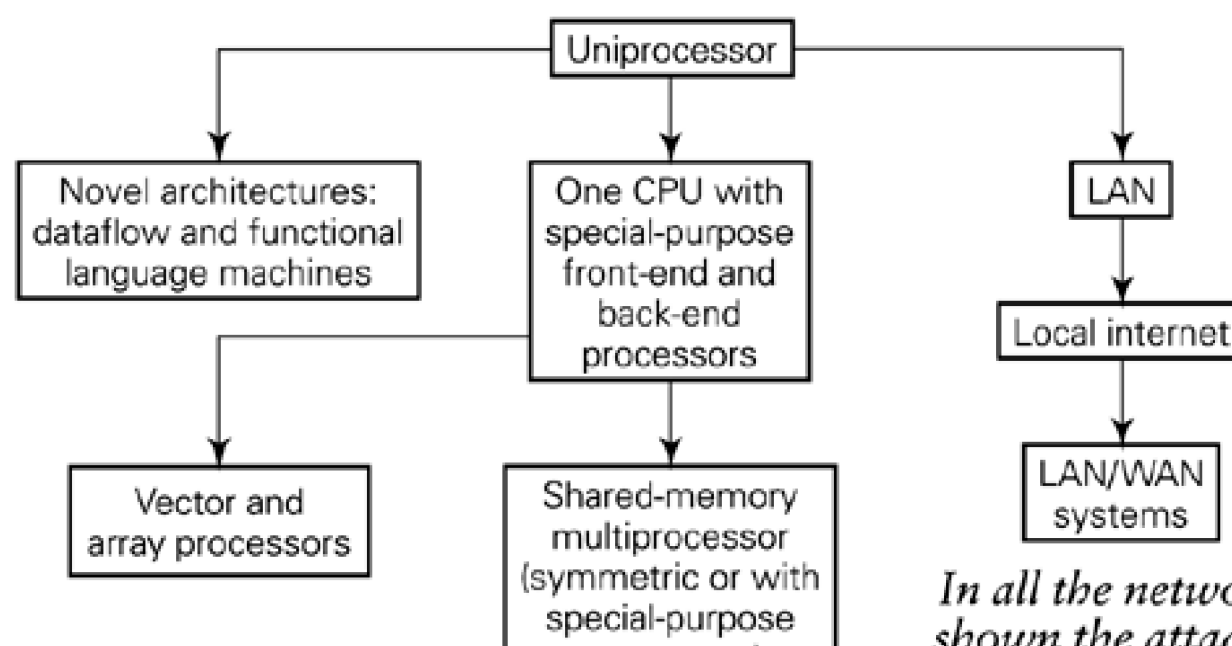 Uniprocessor
Novel architectures:
dataflow and functional
language machines
One CPU with
special-purpose
front-end and
back-end
processors
LAN
Local internet
LAN/WAN
systems
Vector and
array processors
Shared-memory
multiprocessor
(symmetric or with
special-purpose
In all the
shown the